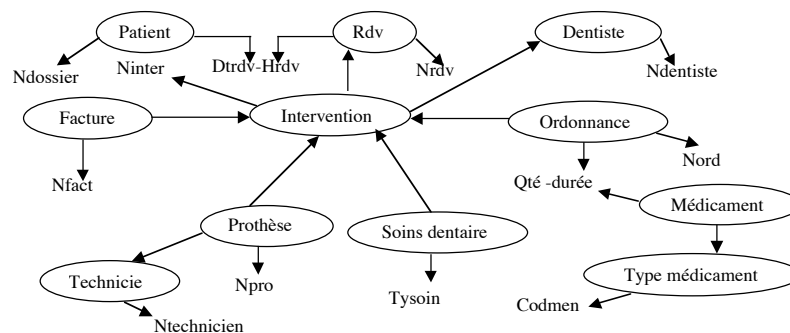 Patient
Rdv
Dentiste
Ndossier
Ninter
Dtrdv-Hrdv
Nrdv
Ndentiste
Facture
Intervention
Ordonnance
Nfact
Nord
Qté -durée
Prothèse
Soins dentaire
Médicament
Technicie
Npro
Tysoin
Type médicament
Codmen
Ntechnicien